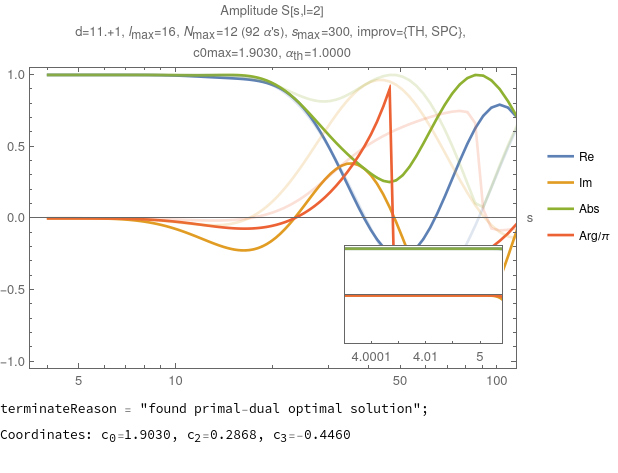 Amplitude S[s,l=2]
d=11.+1, lmax=16, Nmax=12 (92 α's), smax=300, improv={TH, SPC},
c0max=1.9030, αth=1.0000
1.0
0.5
0.0
-0.5
-1.0
s
Re
Im
Abs
Arg/π
4.0001 4.01 5
5 10 50 100
terminateReason = "found primal-dual optimal solution";
Coordinates: c0=1.9030, c2=0.2868, c3=-0.4460